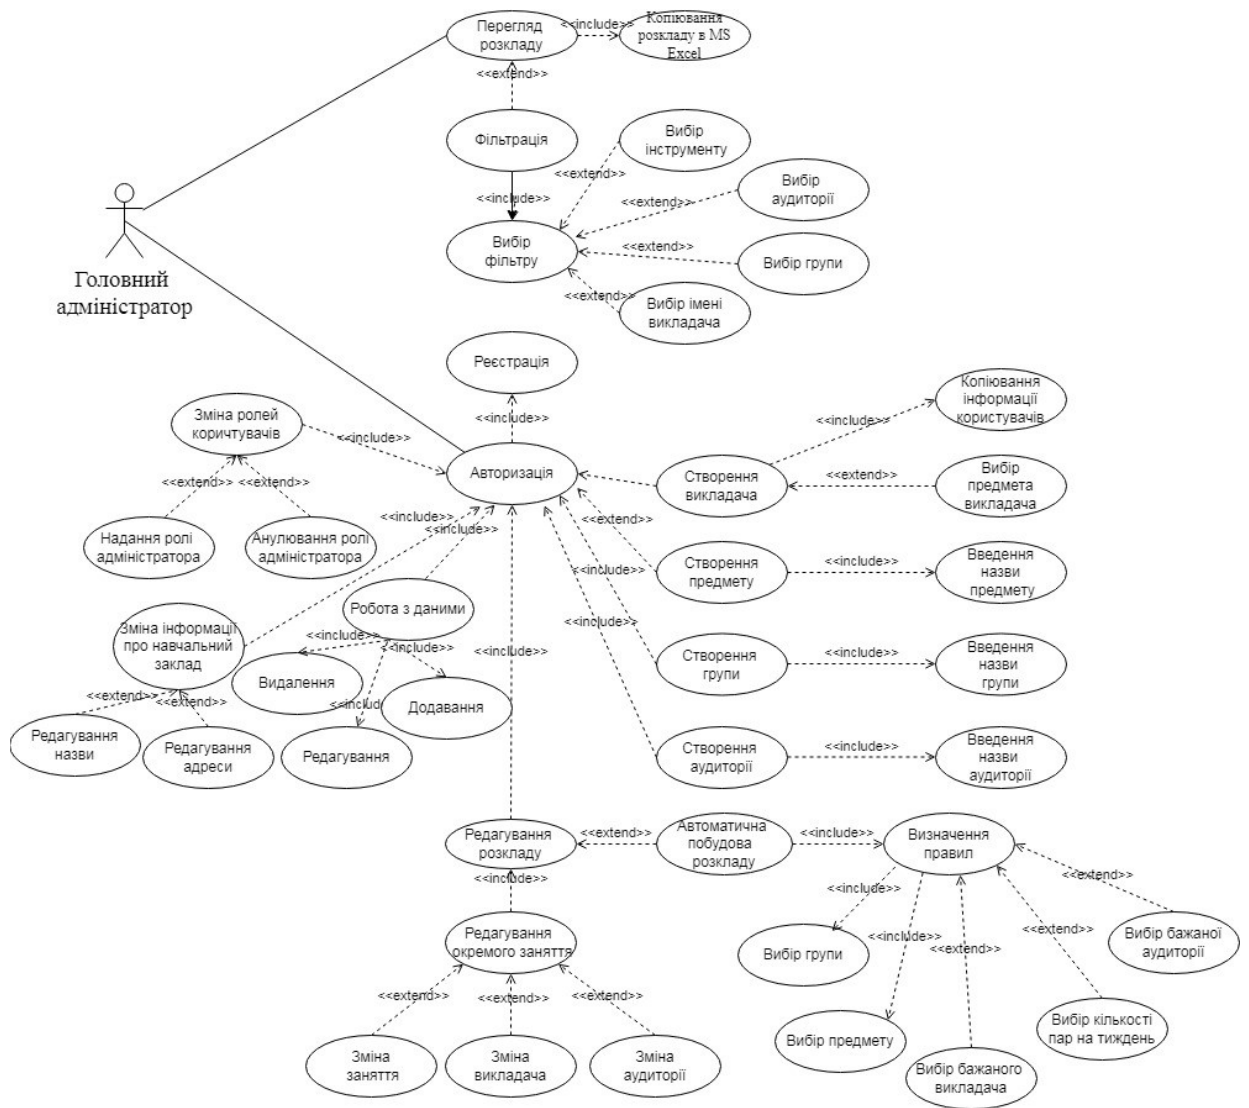 Перегляд
розкладу
<<include>>
Копіювання
розкладу в MS
Excel
<<extend>>
Фільтрація
Вибір
інструменту
<<extend>>
<<include>>
Вибір
аудиторії
<<extend>>
Вибір
фільтру
<<extend>>
Вибір групи
<<extend>>
Вибір імені
викладача
Головний
адміністратор
Реєстрація
<<include>>
Зміна ролей
коричтувачів
<<include>>
Авторизація
Копіювання
інформації
користувачів
<<include>>
Створення
викладача
<<extend>>
Вибір
предмета
викладача
<<extend>>
<<extend>>
Надання ролі
адміністратора
Анулювання ролі
адміністратора
<<include>>
<<include>>
<<extend>>
Створення
предмету
<<include>>
Введення
назви
предмету
Зміна інформації
про навчальний
заклад
Робота з даними
<<include>>
<<include>>
<<include>>
Видалення
Додавання
Редагування
<<extend>>
<<extend>>
Редагування
назви
Редагування
адреси
<<include>>
<<include>>
<<include>>
Створення
групи
<<include>>
Введення
назви
групи
Створення
аудиторії
<<include>>
Введення
назви
аудиторії
Редагування
розкладу
<<extend>>
Автоматична
побудова
розкладу
<<include>>
Визначення
правил
<<include>>
Редагування
окремого заняття
<<extend>>
<<extend>>
<<extend>>
Зміна
заняття
Зміна
викладача
Зміна
аудиторії
<<include>>
<<include>>
<<extend>>
<<extend>>
<<extend>>
Вибір групи
Вибір бажаної
аудиторії
Вибір предмету
Вибір кількості
пар на тиждень
Вибір бажаного
викладача